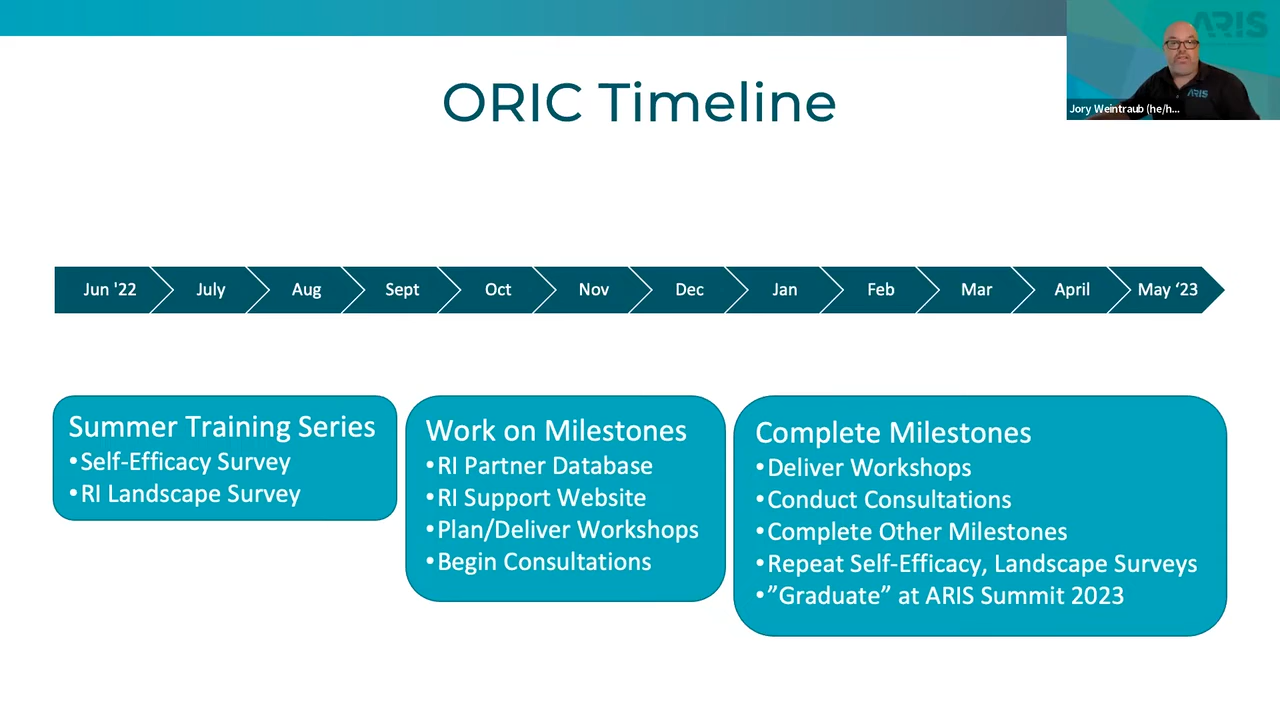 ARIS
ARIS
Jory Weintraub (he/h...
ORIC Timeline
Jun '22 July Aug Sept Oct Nov Dec Jan Feb Mar April May ‘23
Summer Training Series
•Self-Efficacy Survey
•RI Landscape Survey
Work on Milestones
•RI Partner Database
•RI Support Website
•Plan/Deliver Workshops
•Begin Consultations
Complete Milestones
•Deliver Workshops
•Conduct Consultations
•Complete Other Milestones
•Repeat Self-Efficacy, Landscape Surveys
•”Graduate” at ARIS Summit 2023